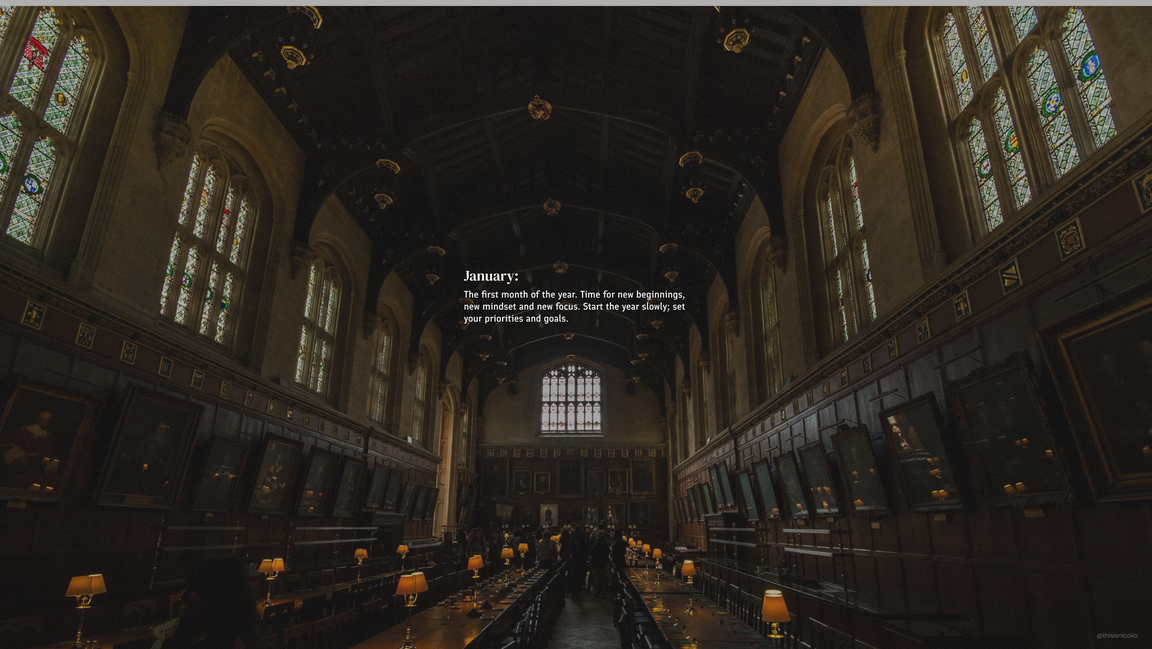 January:
The first month of the year. Time for new beginnings,
new mindset and new focus. Start the year slowly; set
your priorities and goals.
@thisisnicollo